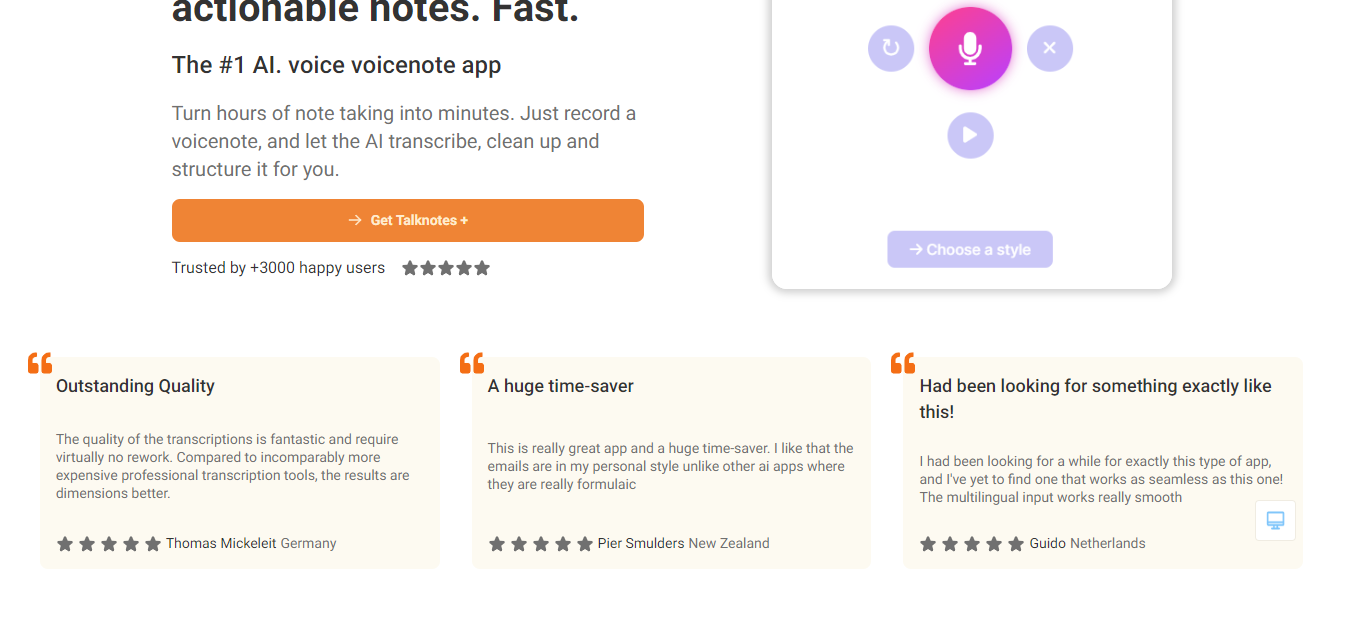 actionable notes. Fast.
The #1 AI. voice voicenote app
Turn hours of note taking into minutes. Just record a
voicenote, and let the AI transcribe, clean up and
structure it for you.
→ Get Talknotes +
Trusted by +3000 happy users
→ Choose a style
Outstanding Quality
The quality of the transcriptions is fantastic and require
virtually no rework. Compared to incomparably more
expensive professional transcription tools, the results are
dimensions better.
Thomas Mickeleit Germany
A huge time-saver
This is really great app and a huge time-saver. I like that the
emails are in my personal style unlike other ai apps where
they are really formulaic
Pier Smulders New Zealand
Had been looking for something exactly like
this!
I had been looking for a while for exactly this type of app,
and I've yet to find one that works as seamless as this one!
The multilingual input works really smooth
Guido Netherlands